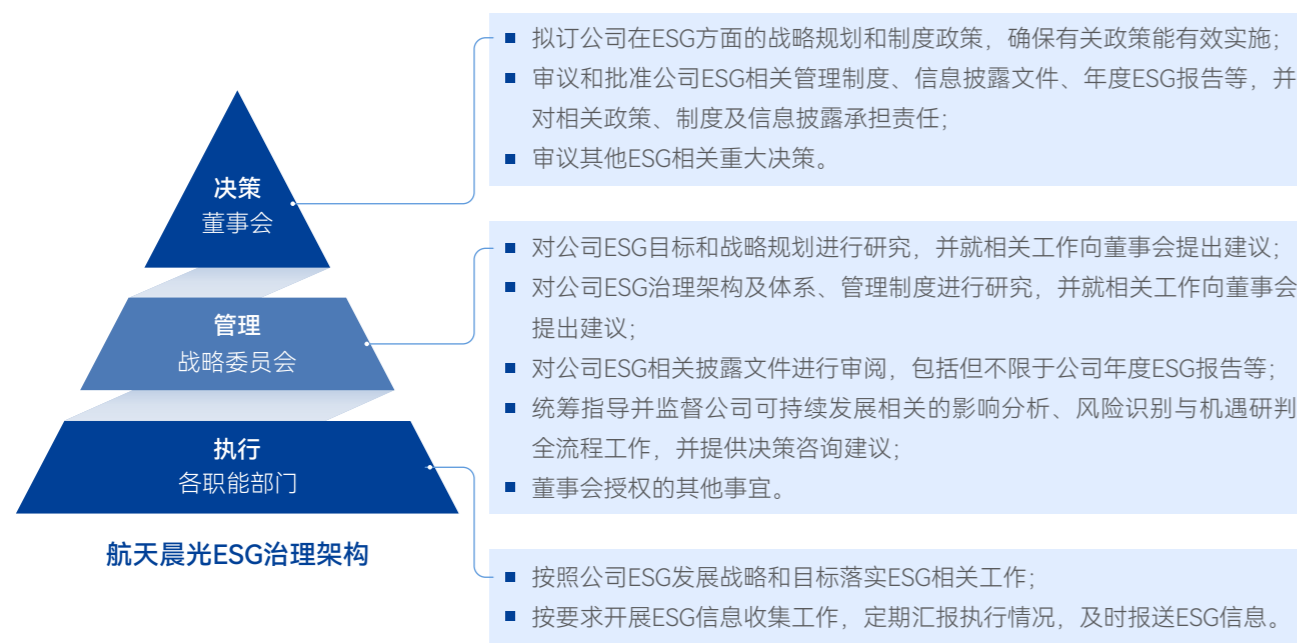 决策
董事会
拟订公司在ESG方面的战略规划和制度政策，确保有关政策能有效实施；
审议和批准公司ESG相关管理制度、信息披露文件、年度ESG报告等，并
对相关政策、制度及信息披露承担责任；
审议其他ESG相关重大决策。
管理
战略委员会
对公司ESG目标和战略规划进行研究，并就相关工作向董事会提出建议；
对公司ESG治理架构及体系、管理制度进行研究，并就相关工作向董事会
提出建议；
对公司ESG相关披露文件进行审阅，包括但不限于公司年度ESG报告等；
统筹指导并监督公司可持续发展相关的影响分析、风险识别与机遇研判
全流程工作，并提供决策咨询建议；
董事会授权的其他事宜。
执行
各职能部门
按照公司ESG发展战略和目标落实ESG相关工作；
按要求开展ESG信息收集工作，定期汇报执行情况，及时报送ESG信息。
航天晨光ESG治理架构